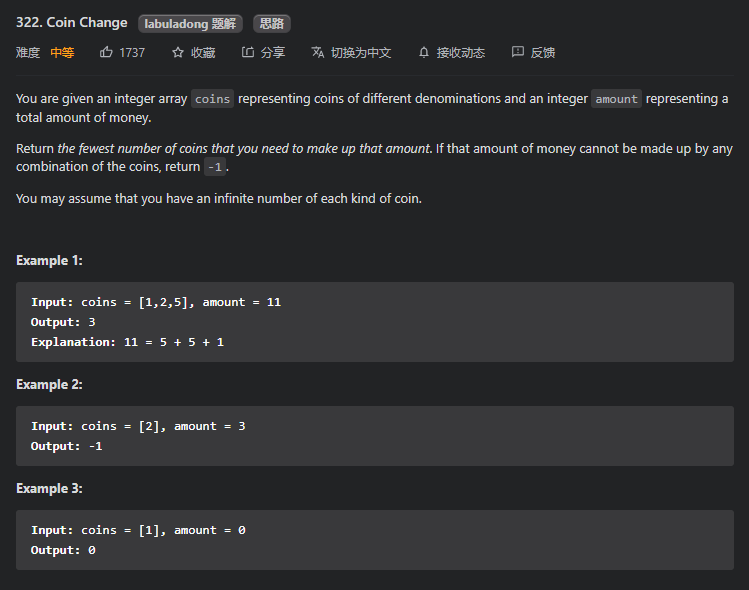 322. Coin Change labuladong 题解 思路
难度 中等 1737 收藏 分享 切换为中文 接收动态 反馈
You are given an integer array coins representing coins of different denominations and an integer amount representing a
total amount of money.
Return the fewest number of coins that you need to make up that amount. If that amount of money cannot be made up by any
combination of the coins, return -1.
You may assume that you have an infinite number of each kind of coin.
Example 1:
Input: coins = [1,2,5], amount = 11
Output: 3
Explanation: 11 = 5 + 5 + 1
Example 2:
Input: coins = [2], amount = 3
Output: -1
Example 3:
Input: coins = [1], amount = 0
Output: 0